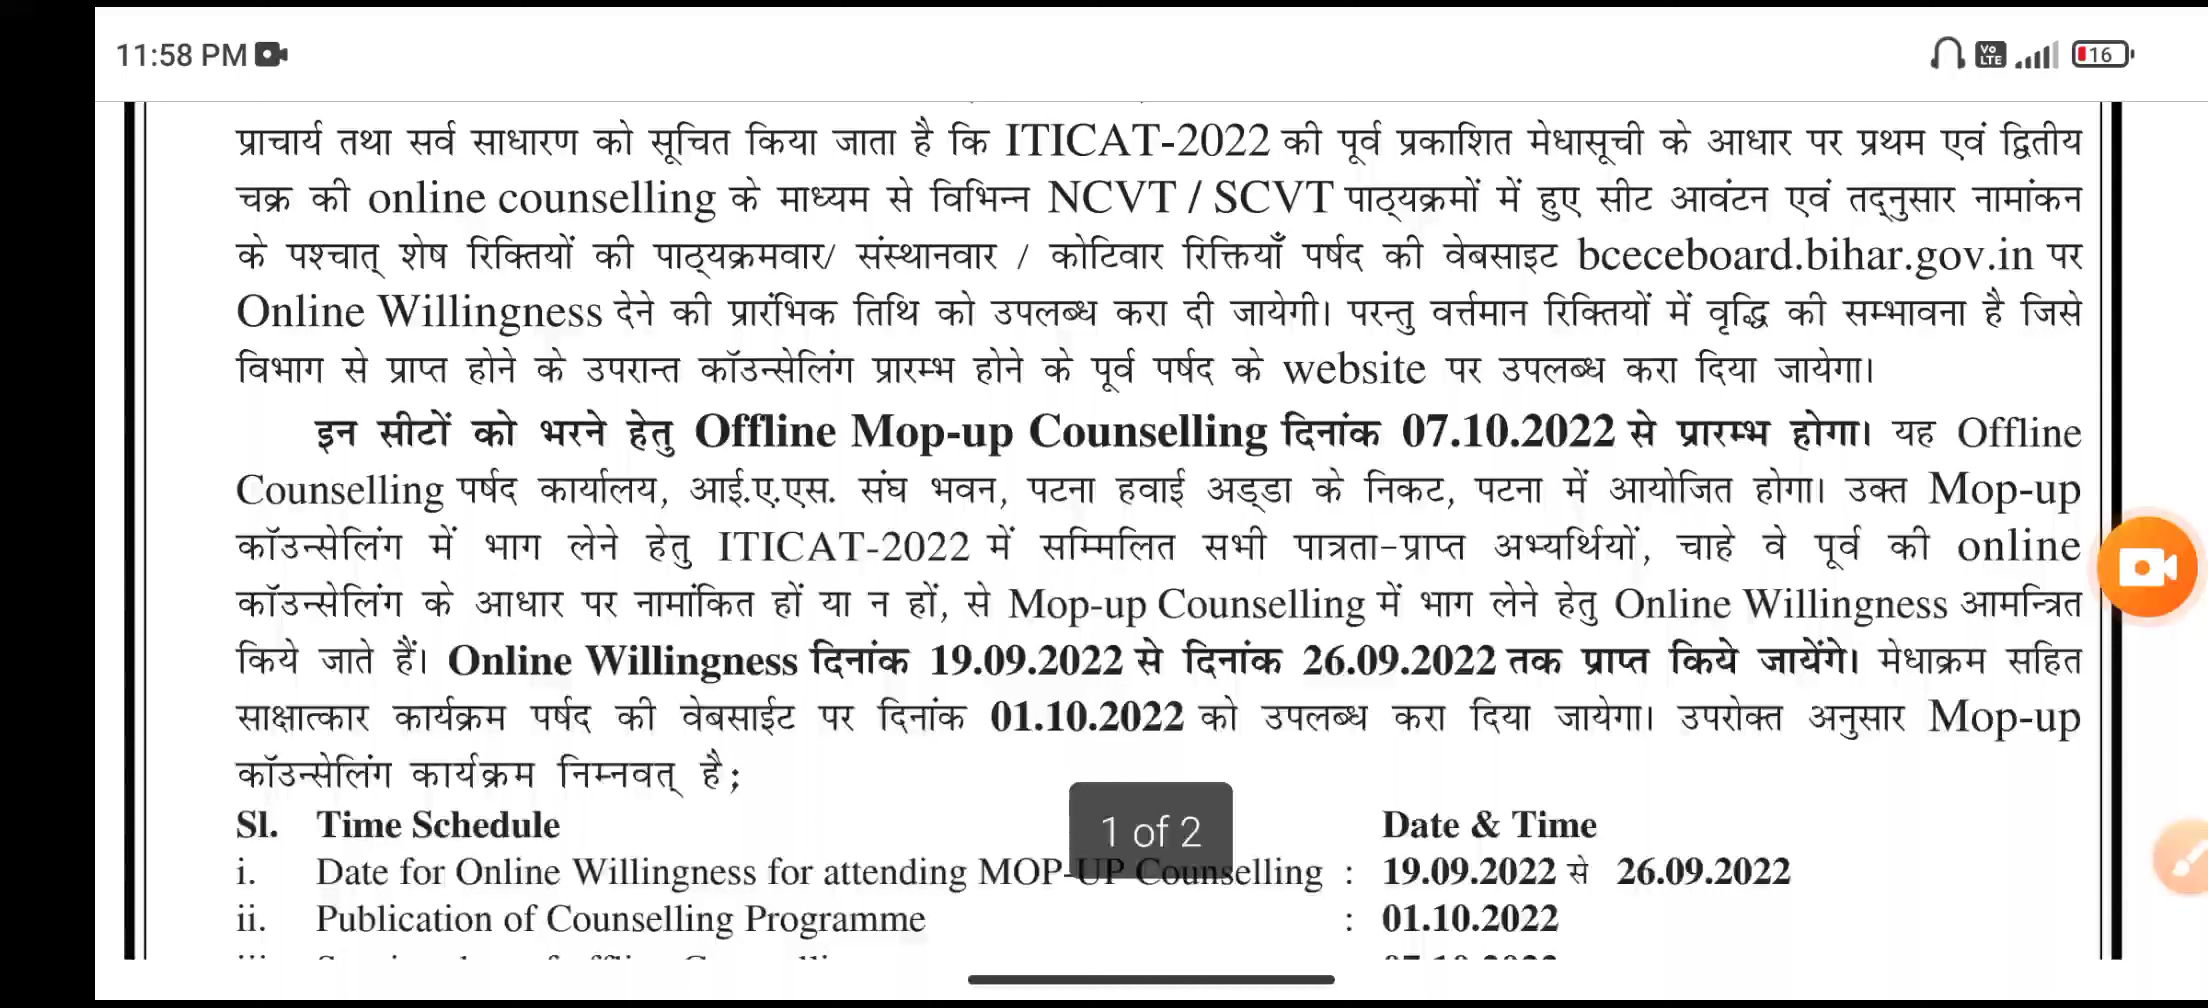 11:58 PM
Vo LTE
16
प्राचार्य तथा सर्व साधारण को सूचित किया जाता है कि ITICAT-2022 की पूर्व प्रकाशित मेधासूची के आधार पर प्रथम एवं द्वितीय
चक्र की online counselling के माध्यम से विभिन्न NCVT / SCVT पाठ्यक्रमों में हुए सीट आवंटन एवं तद्नुसार नामांकन
के पश्चात् शेष रिक्तियों की पाठ्यक्रमवार/ संस्थानवार / कोटिवार रिक्तियाँ पर्षद की वेबसाइट bceceboard.bihar.gov.in पर
Online Willingness देने की प्रारंभिक तिथि को उपलब्ध करा दी जायेगी। परन्तु वर्त्तमान रिक्तियों में वृद्धि की सम्भावना है जिसे
विभाग से प्राप्त होने के उपरान्त कॉउन्सेलिंग प्रारम्भ होने के पूर्व पर्षद के website पर उपलब्ध करा दिया जायेगा।
इन सीटों को भरने हेतु Offline Mop-up Counselling दिनांक 07.10.2022 से प्रारम्भ होगा। यह Offline
Counselling पर्षद कार्यालय, आई.ए.एस. संघ भवन, पटना हवाई अड्डा के निकट, पटना में आयोजित होगा। उक्त Mop-up
कॉउन्सेलिंग में भाग लेने हेतु ITICAT-2022 में सम्मिलित सभी पात्रता-प्राप्त अभ्यर्थियों, चाहे वे पूर्व की online
कॉउन्सेलिंग के आधार पर नामांकित हों या न हों, से Mop-up Counselling में भाग लेने हेतु Online Willingness आमन्त्रित
किये जाते हैं। Online Willingness दिनांक 19.09.2022 से दिनांक 26.09.2022 तक प्राप्त किये जायेंगे। मेधाक्रम सहित
साक्षात्कार कार्यक्रम पर्षद की वेबसाईट पर दिनांक 01.10.2022 को उपलब्ध करा दिया जायेगा। उपरोक्त अनुसार Mop-up
कॉउन्सेलिंग कार्यक्रम निम्नवत् है;
Sl. Time Schedule Date & Time
1 of 2
i. Date for Online Willingness for attending MOP-UP Counselling : 19.09.2022 से 26.09.2022
ii. Publication of Counselling Programme : 01.10.2022